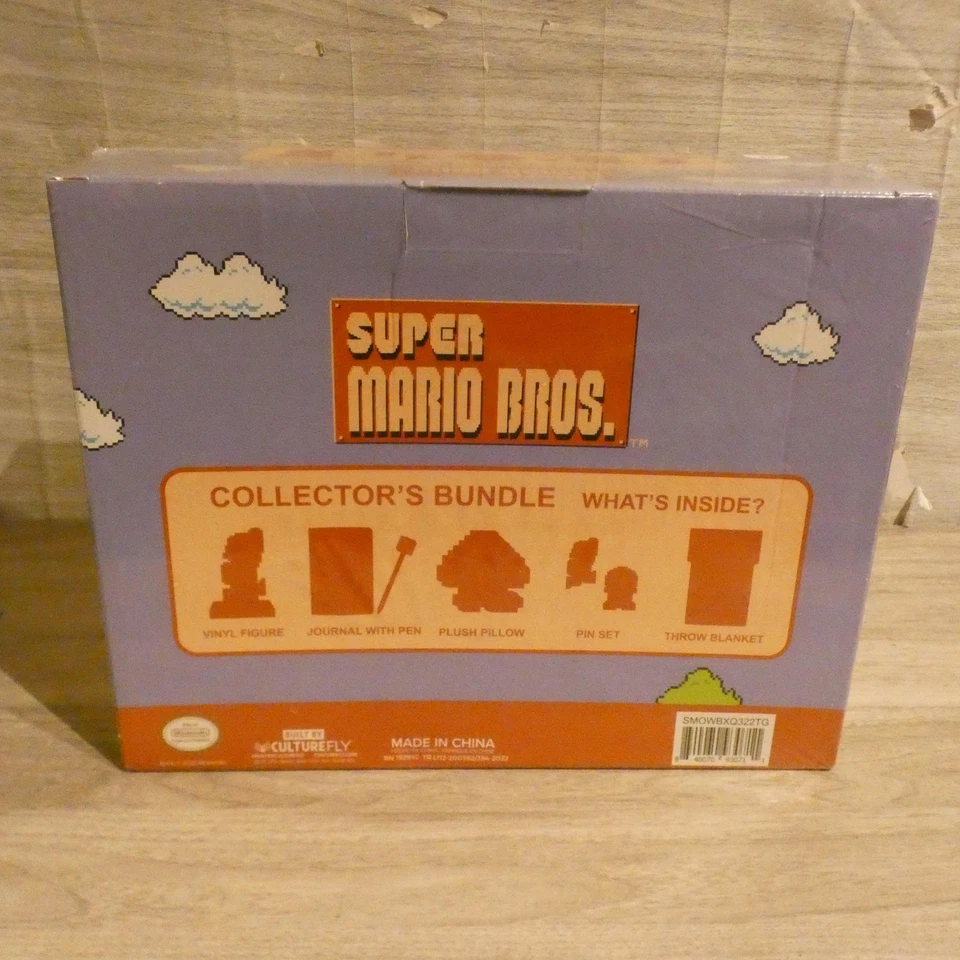 SUPER
MARIO BROS.
TM
COLLECTOR'S BUNDLE WHAT'S INSIDE?
VINYL FIGURE
JOURNAL WITH PEN
PLUSH PILLOW
PIN SET
THROW BLANKET
Nintendo
BUILT BY
CULTUREFLY
MADE IN CHINA
SMOWBXQ322TG